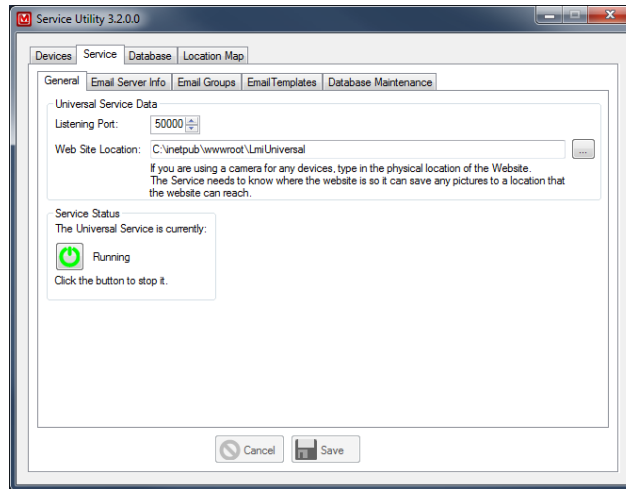 Service Utility 3.2.0.0
Devices Service Database Location Map
General Email Server Info Email Groups EmailTemplates Database Maintenance
Universal Service Data
Listening Port: 50000
Web Site Location: C:\inetpub\wwwroot\LmiUniversal ...
If you are using a camera for any devices, type in the physical location of the Website.
The Service needs to know where the website is so it can save any pictures to a location that
the website can reach.
Service Status
The Universal Service is currently:
Running
Click the button to stop it.
Cancel Save